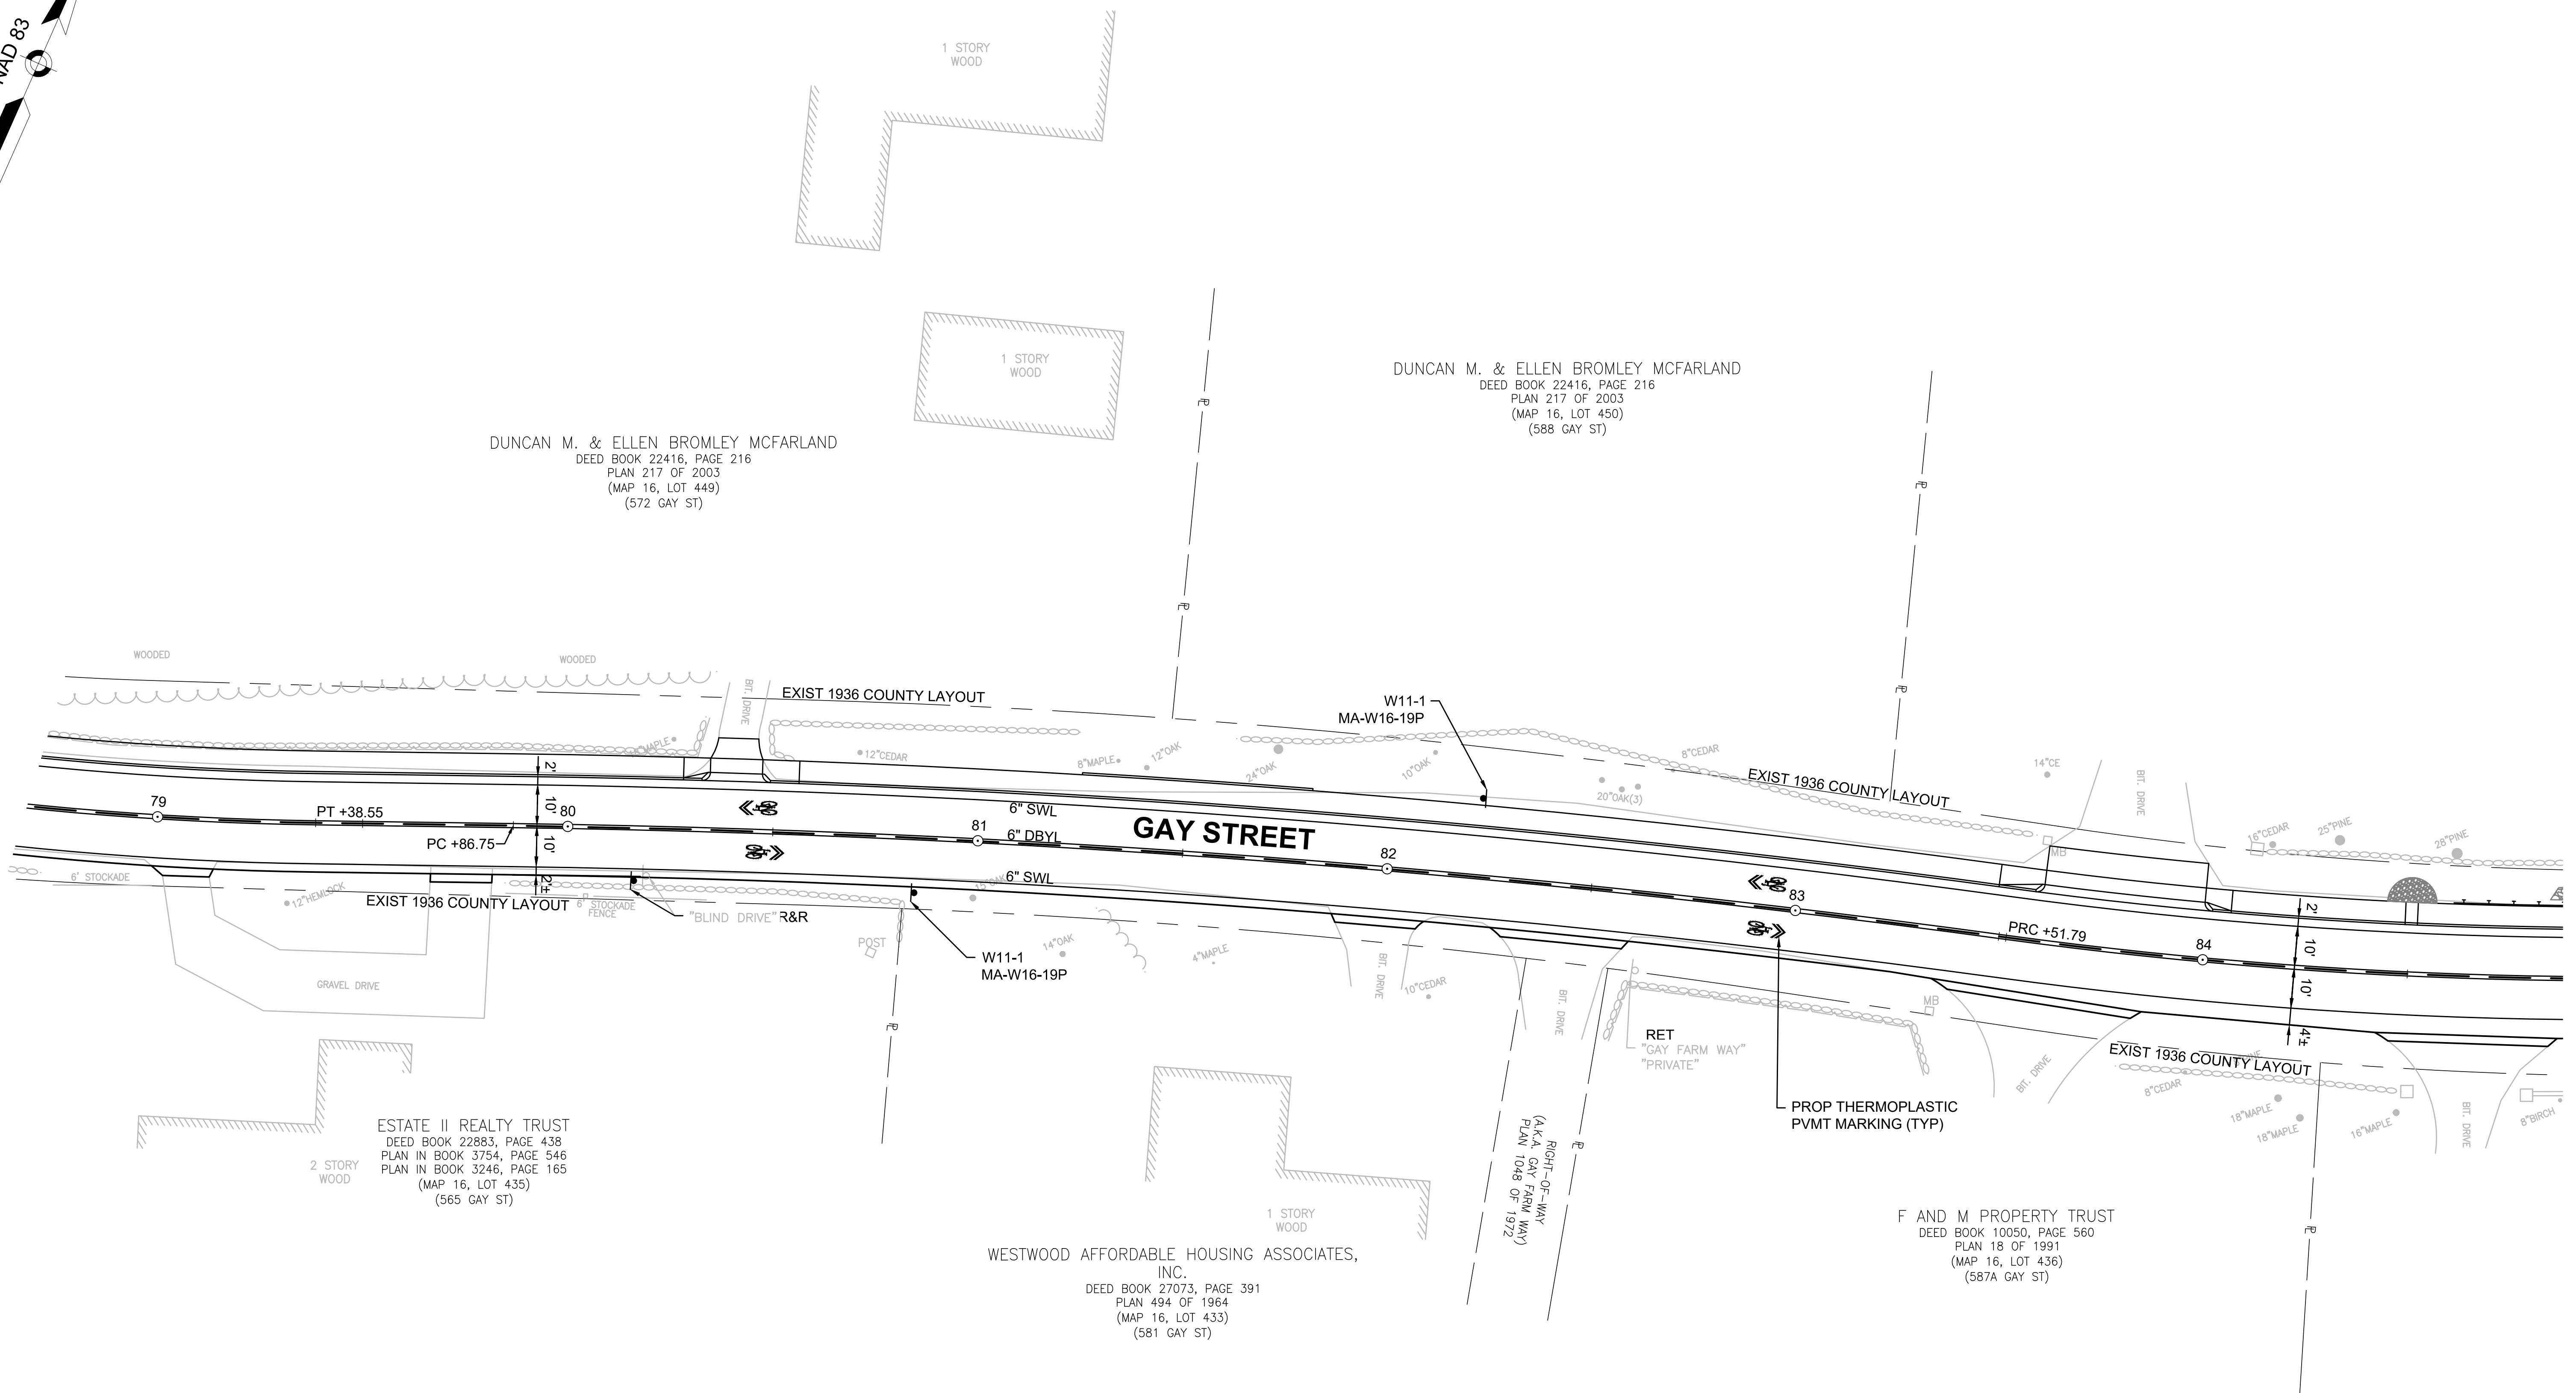 NAD 83
1 STORY
WOOD
1 STORY
WOOD
DUNCAN M. & ELLEN BROMLEY MCFARLAND
DEED BOOK 22416, PAGE 216
PLAN 217 OF 2003
(MAP 16, LOT 449)
(572 GAY ST)
DUNCAN M. & ELLEN BROMLEY MCFARLAND
DEED BOOK 22416, PAGE 216
PLAN 217 OF 2003
(MAP 16, LOT 450)
(588 GAY ST)
PL
PL
PL
PL
WOODED
WOODED
BIT. DRIVE
EXIST 1936 COUNTY LAYOUT
W11-1
MA-W16-19P
MAPLE
12"CEDAR
8"MAPLE
12"OAK
24"OAK
10"OAK
20"OAK(3)
8"CEDAR
EXIST 1936 COUNTY LAYOUT
14"CE
BIT. DRIVE
MB
16"CEDAR
25"PINE
28"PINE
79
PT +38.55
PC +86.75
2'
10'
10'
2'±
80
6" SWL
81
6" DBYL
GAY STREET
6" SWL
82
83
PRC +51.79
84
2'
10'
10'
4'±
6' STOCKADE
12"HEMLOCK
EXIST 1936 COUNTY LAYOUT
6' STOCKADE
FENCE
"BLIND DRIVE" R&R
15"OAK
POST
W11-1
MA-W16-19P
14"OAK
4"MAPLE
10"CEDAR
BIT. DRIVE
BIT. DRIVE
GRAVEL DRIVE
PL
RET
"GAY FARM WAY"
"PRIVATE"
MB
BIT. DRIVE
EXIST 1936 COUNTY LAYOUT
8"CEDAR
18"MAPLE
18"MAPLE
16"MAPLE
BIT. DRIVE
8"BIRCH
PROP THERMOPLASTIC
PVMT MARKING (TYP)
ESTATE II REALTY TRUST
DEED BOOK 22883, PAGE 438
PLAN IN BOOK 3754, PAGE 546
PLAN IN BOOK 3246, PAGE 165
(MAP 16, LOT 435)
(565 GAY ST)
2 STORY
WOOD
1 STORY
WOOD
WESTWOOD AFFORDABLE HOUSING ASSOCIATES,
INC.
DEED BOOK 27073, PAGE 391
PLAN 494 OF 1964
(MAP 16, LOT 433)
(581 GAY ST)
RIGHT-OF-WAY
(A.K.A. GAY FARM WAY)
PLAN 1048 OF 1972
PL
F AND M PROPERTY TRUST
DEED BOOK 10050, PAGE 560
PLAN 18 OF 1991
(MAP 16, LOT 436)
(587A GAY ST)
PL